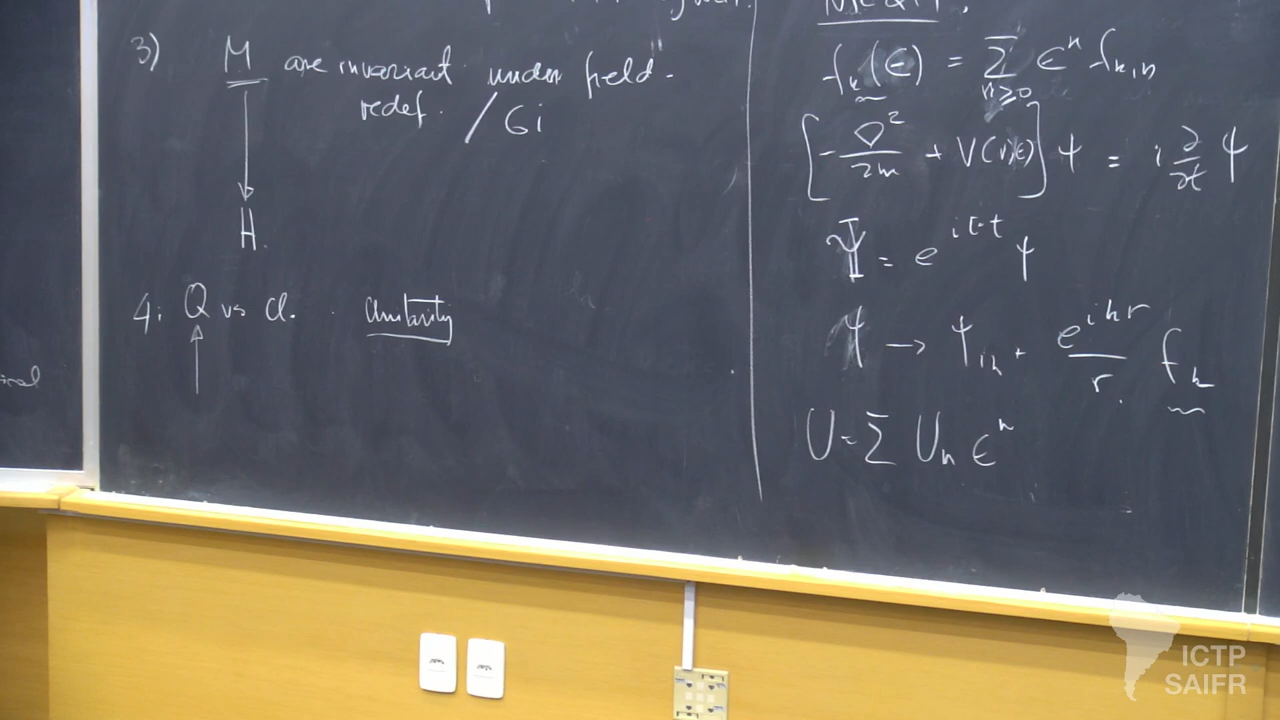 3) M are invariant under field.
redef. / Gi
H.
4: Q vs cl. Unitarity
f_k(ϵ) = Σ_{n≥0} ϵ^n f_{k,n}
[-∇²/2m + V(r)ϵ] ψ = i ∂/∂t ψ
Ψ = e^{iEt} ψ
ψ → ψ_{in} + e^{ikr}/r f_k
U = Σ U_n ϵ^n
ICTP
SAIFR